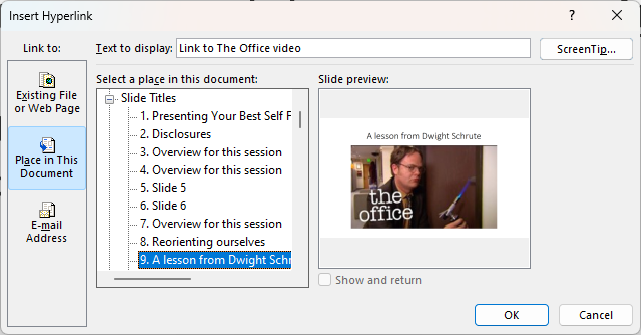 Insert Hyperlink
Link to:
Text to display: Link to The Office video
ScreenTip...
Existing File
or Web Page
Place in This
Document
E-mail
Address
Select a place in this document:
Slide Titles
1. Presenting Your Best Self F
2. Disclosures
3. Overview for this session
4. Overview for this session
5. Slide 5
6. Slide 6
7. Overview for this session
8. Reorienting ourselves
9. A lesson from Dwight Schr
Slide preview:
A lesson from Dwight Schrute
the
office
Show and return
OK
Cancel